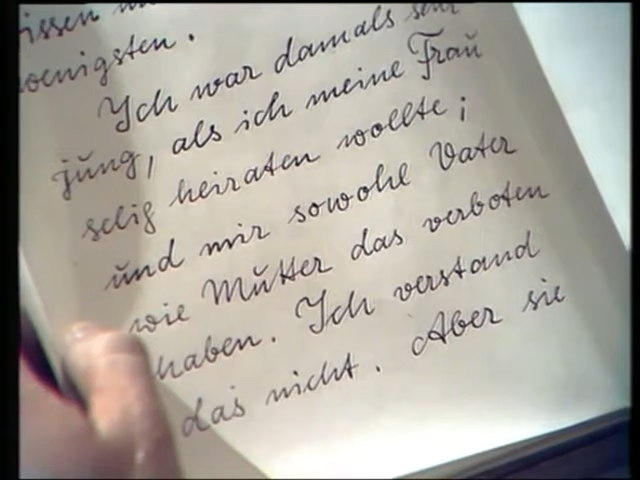 wenigsten.
Ich war damals sehr
jung, als ich meine Frau
selig heiraten wollte;
und mir sowohl Vater
wie Mutter das verboten
haben. Ich verstand
das nicht. Aber sie